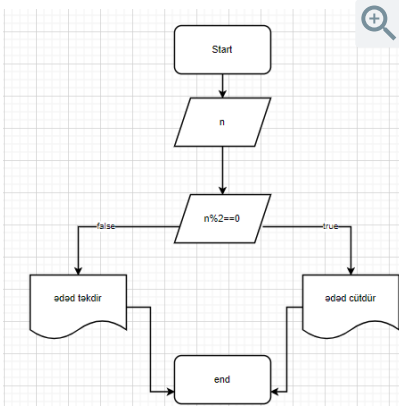 Start
n
n%2==0
false
true
ədəd təkdir
ədəd cütdür
end